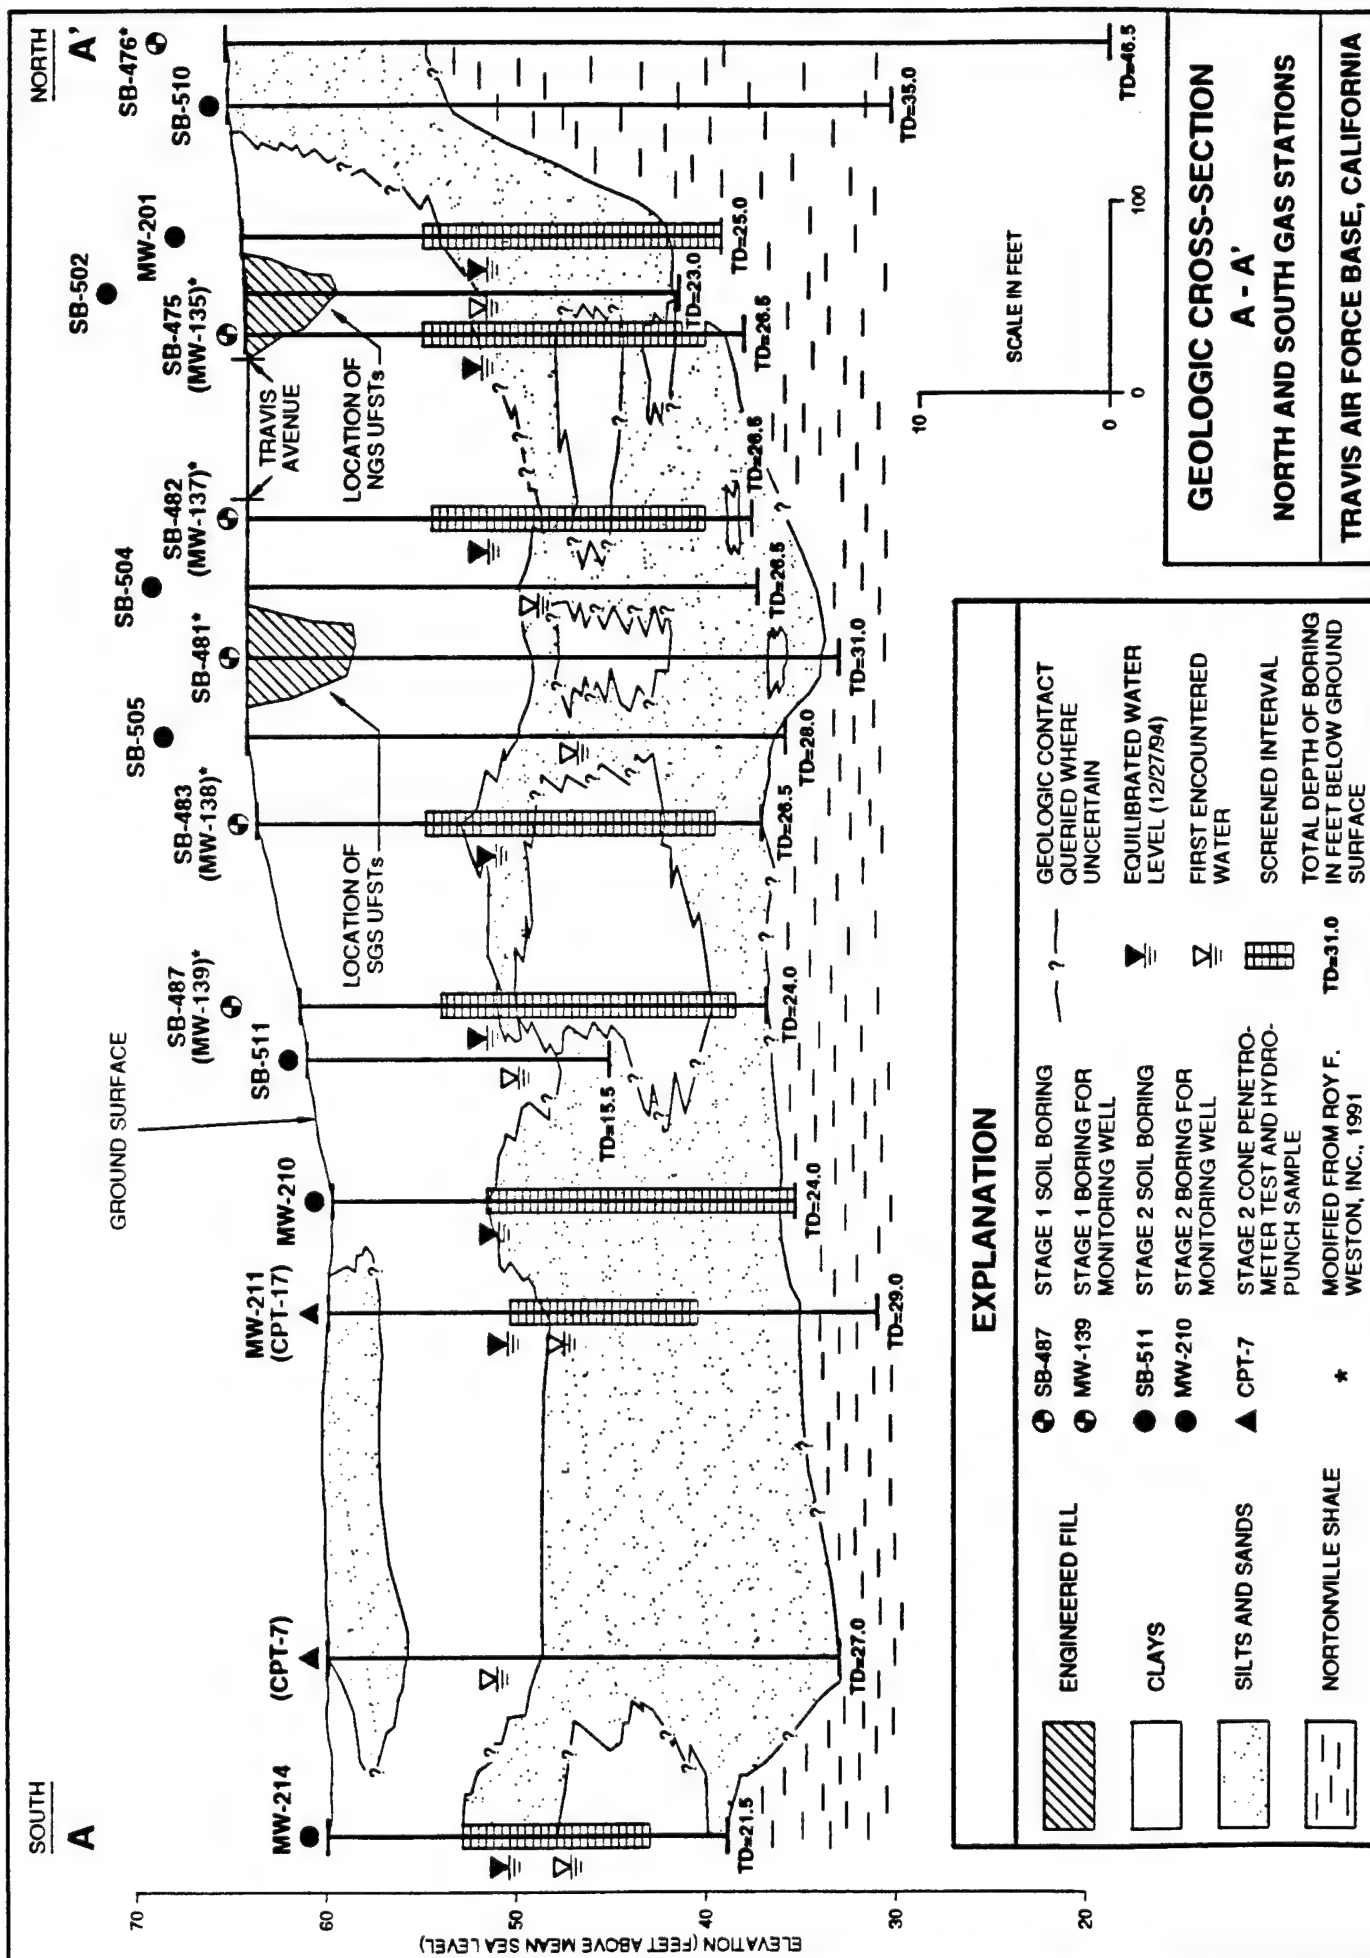 SOUTH
A
NORTH
A'
GROUND SURFACE
MW-214
(CPT-7)
MW-211
(CPT-17)
MW-210
SB-511
SB-487
(MW-139)*
SB-483
(MW-138)*
SB-505
SB-481*
SB-504
SB-482
(MW-137)*
SB-475
(MW-135)*
SB-502
MW-201
SB-510
SB-476*
LOCATION OF
SGS UFSTs
TRAVIS
AVENUE
LOCATION OF
NGS UFSTs
ELEVATION (FEET ABOVE MEAN SEA LEVEL)
70
60
50
40
30
20
TD=21.5
TD=27.0
TD=29.0
TD=24.0
TD=15.5
TD=24.0
TD=26.5
TD=28.0
TD=31.0
TD=26.5
TD=26.5
TD=26.5
TD=23.0
TD=25.0
TD=35.0
TD=46.5
SCALE IN FEET
10
0
0
100
EXPLANATION
ENGINEERED FILL
CLAYS
SILTS AND SANDS
NORTONVILLE SHALE
SB-487 STAGE 1 SOIL BORING
MW-139 STAGE 1 BORING FOR
MONITORING WELL
SB-511 STAGE 2 SOIL BORING
MW-210 STAGE 2 BORING FOR
MONITORING WELL
CPT-7 STAGE 2 CONE PENETRO-
METER TEST AND HYDRO-
PUNCH SAMPLE
* MODIFIED FROM ROY F.
WESTON, INC., 1991
— ? — GEOLOGIC CONTACT
QUERIED WHERE
UNCERTAIN
EQUILIBRATED WATER
LEVEL (12/27/94)
FIRST ENCOUNTERED
WATER
SCREENED INTERVAL
TD=31.0 TOTAL DEPTH OF BORING
IN FEET BELOW GROUND
SURFACE
GEOLOGIC CROSS-SECTION
A - A'
NORTH AND SOUTH GAS STATIONS
TRAVIS AIR FORCE BASE, CALIFORNIA